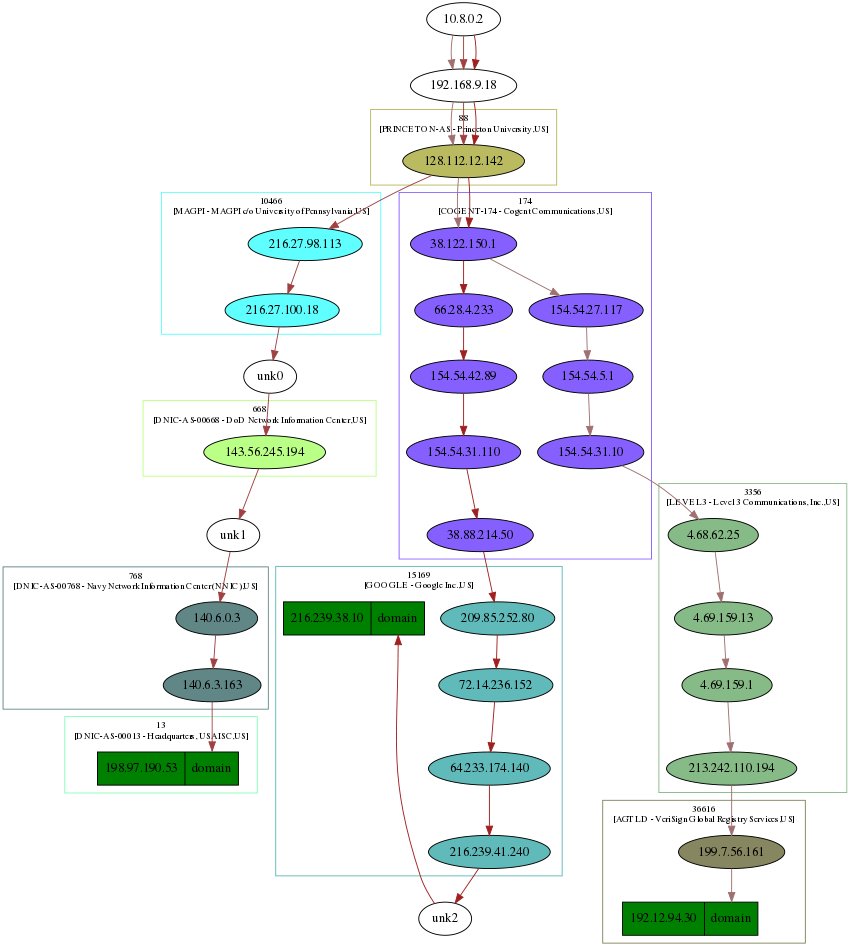 10.8.0.2
192.168.9.18
88
[PRINCETON-AS - Princeton University,US]
128.112.12.142
10466
[MAGPI - MAGPI c/o University of Pennsylvania,US]
216.27.98.113
216.27.100.18
unk0
668
[DNIC-AS-00668 - DoD Network Information Center,US]
143.56.245.194
unk1
768
[DNIC-AS-00768 - Navy Network Information Center (NNIC),US]
140.6.0.3
140.6.3.163
13
[DNIC-AS-00013 - Headquarters, USAISC,US]
198.97.190.53 domain
174
[COGENT-174 - Cogent Communications,US]
38.122.150.1
66.28.4.233
154.54.27.117
154.54.42.89
154.54.5.1
154.54.31.110
154.54.31.10
38.88.214.50
15169
[GOOGLE - Google Inc.,US]
216.239.38.10 domain
209.85.252.80
72.14.236.152
64.233.174.140
216.239.41.240
unk2
3356
[LEVEL3 - Level 3 Communications, Inc.,US]
4.68.62.25
4.69.159.13
4.69.159.1
213.242.110.194
36616
[AGTLD - VeriSign Global Registry Services,US]
199.7.56.161
192.12.94.30 domain